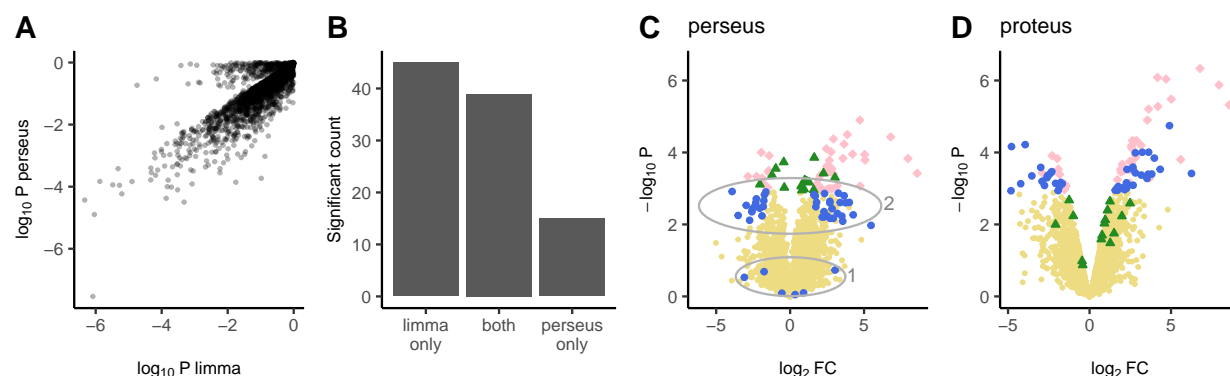 A
B
C perseus
D proteus
log10 P perseus
0
−2
−4
−6
−6 −4 −2 0
log10 P limma
Significant count
40
30
20
10
0
limma only
both
perseus only
−log10 P
6
4
2
0
2
1
−5 0 5
log2 FC
−log10 P
6
4
2
0
−5 0 5
log2 FC